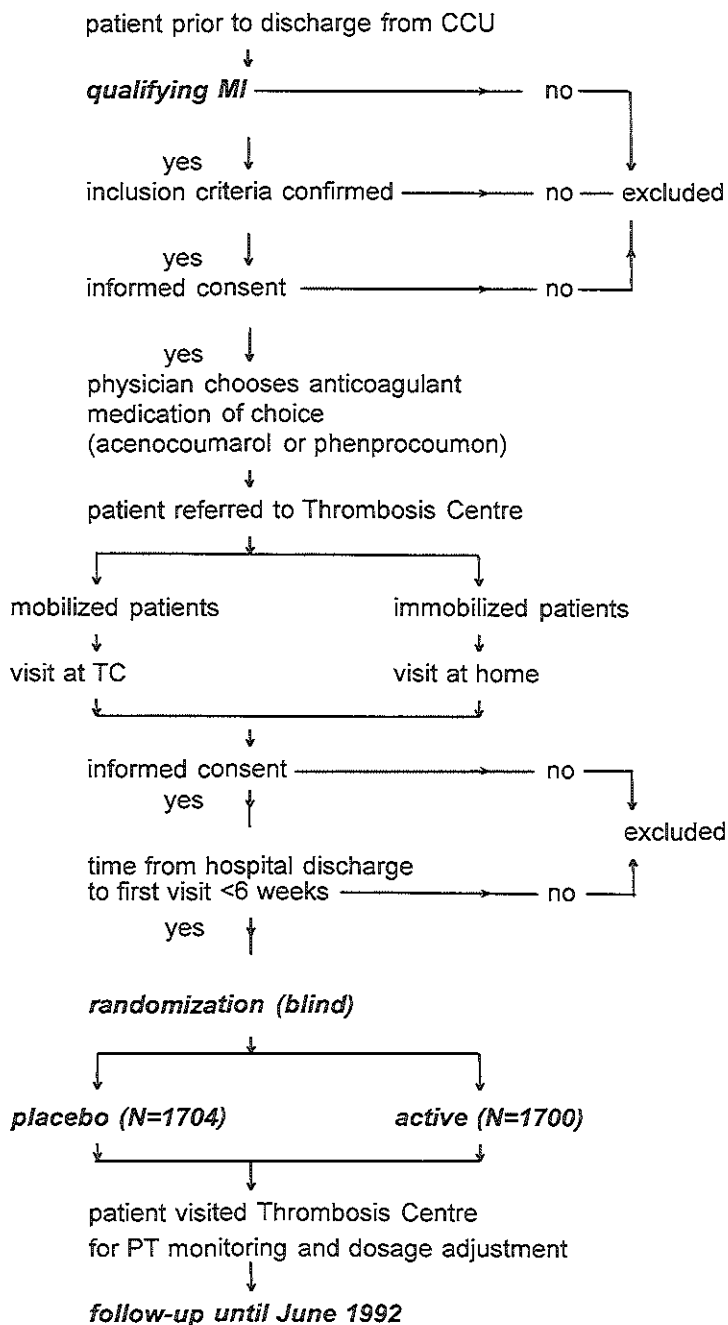 patient prior to discharge from CCU
qualifying MI no
yes
inclusion criteria confirmed no excluded
yes
informed consent no
yes
physician chooses anticoagulant
medication of choice
(acenocoumarol or phenprocoumon)
patient referred to Thrombosis Centre
mobilized patients immobilized patients
visit at TC visit at home
informed consent no
yes
excluded
time from hospital discharge
to first visit <6 weeks no
yes
randomization (blind)
placebo (N=1704) active (N=1700)
patient visited Thrombosis Centre
for PT monitoring and dosage adjustment
follow-up until June 1992